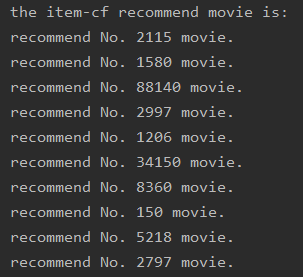 the item-cf recommend movie is:
recommend No. 2115 movie.
recommend No. 1580 movie.
recommend No. 88140 movie.
recommend No. 2997 movie.
recommend No. 1206 movie.
recommend No. 34150 movie.
recommend No. 8360 movie.
recommend No. 150 movie.
recommend No. 5218 movie.
recommend No. 2797 movie.